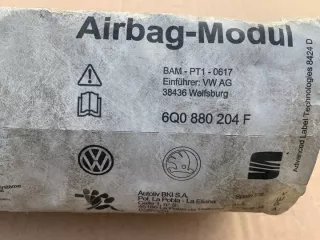 Airbag-Modul
BAM - PT1 - 0617
Einführer: VW AG
38436 Wolfsburg
6Q0 880 204 F
Advanced Label Technologies 8424 D
Autoliv BKI S.A.
Pol. La Pobla - La Eliana